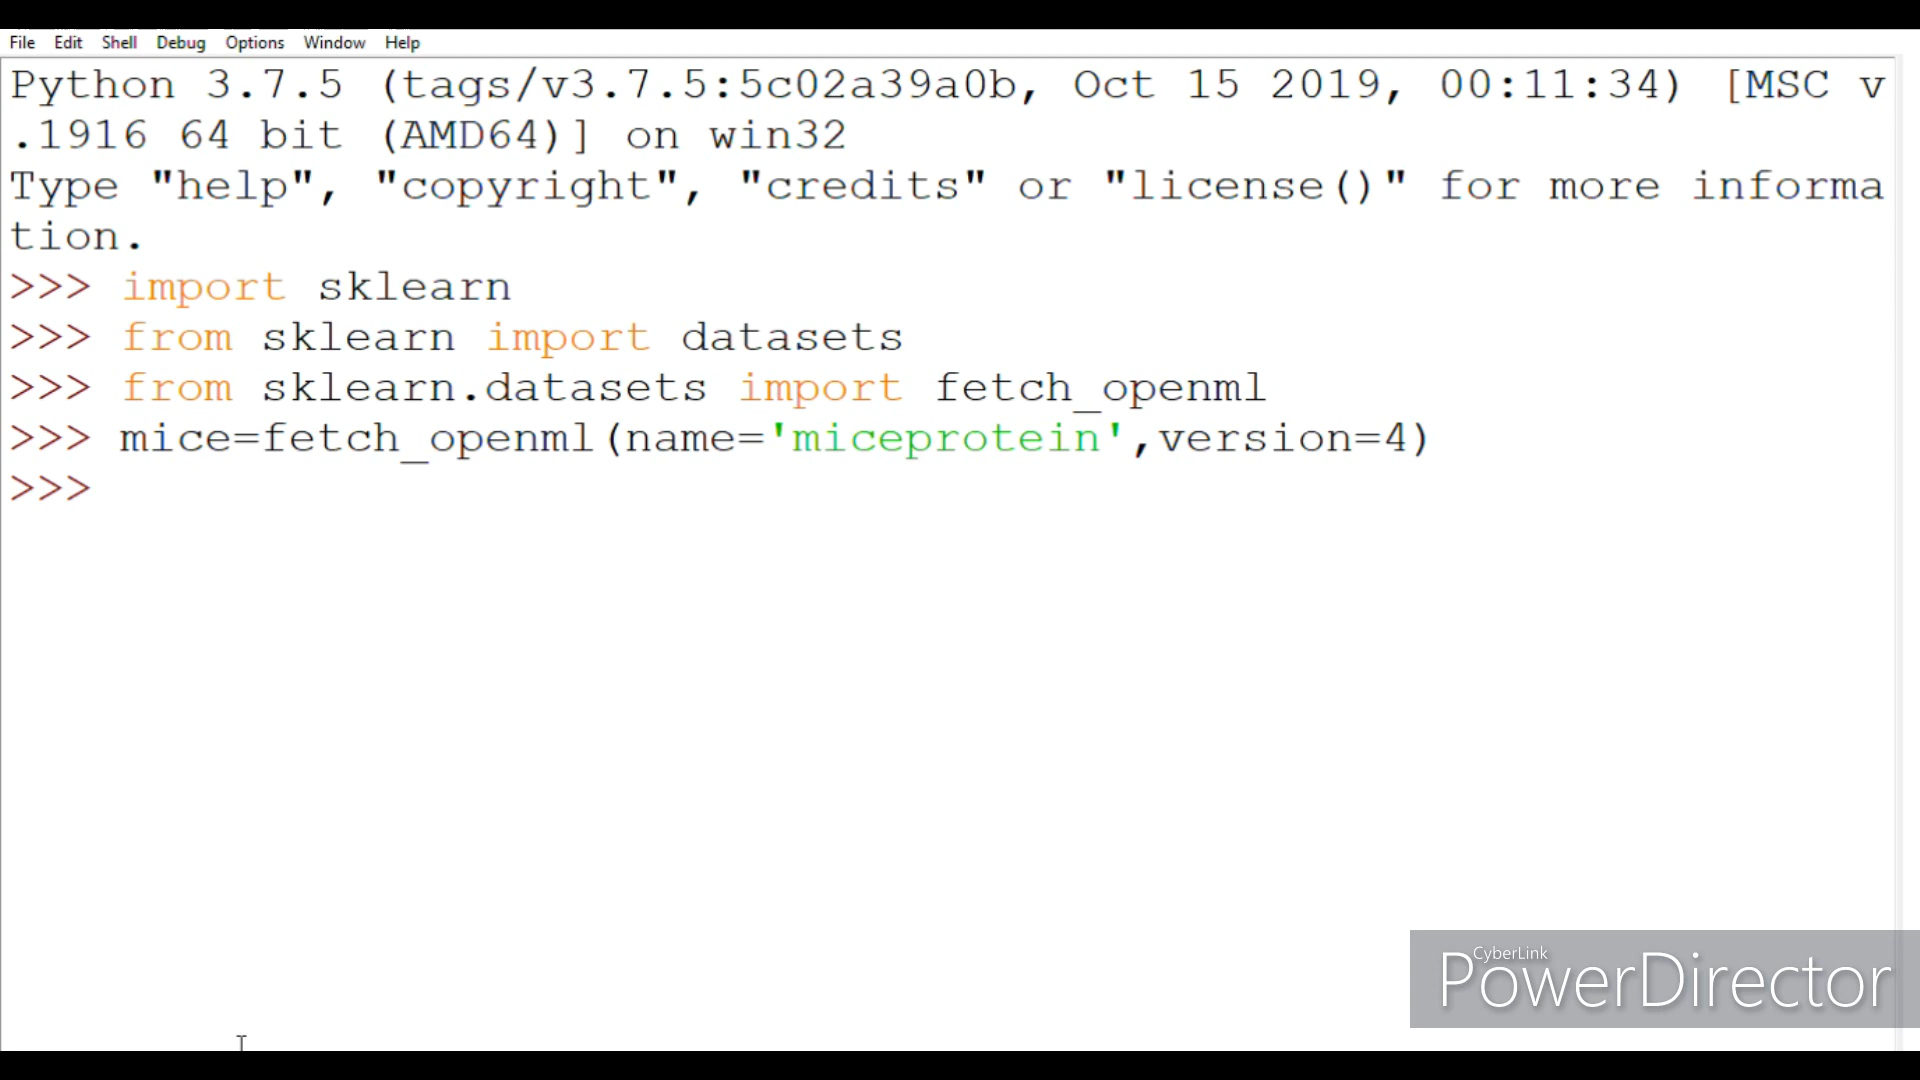 File Edit Shell Debug Options Window Help
Python 3.7.5 (tags/v3.7.5:5c02a39a0b, Oct 15 2019, 00:11:34) [MSC v
.1916 64 bit (AMD64)] on win32
Type "help", "copyright", "credits" or "license()" for more informa
tion.
>>> import sklearn
>>> from sklearn import datasets
>>> from sklearn.datasets import fetch_openml
>>> mice=fetch_openml(name='miceprotein',version=4)
>>>
CyberLink
PowerDirector